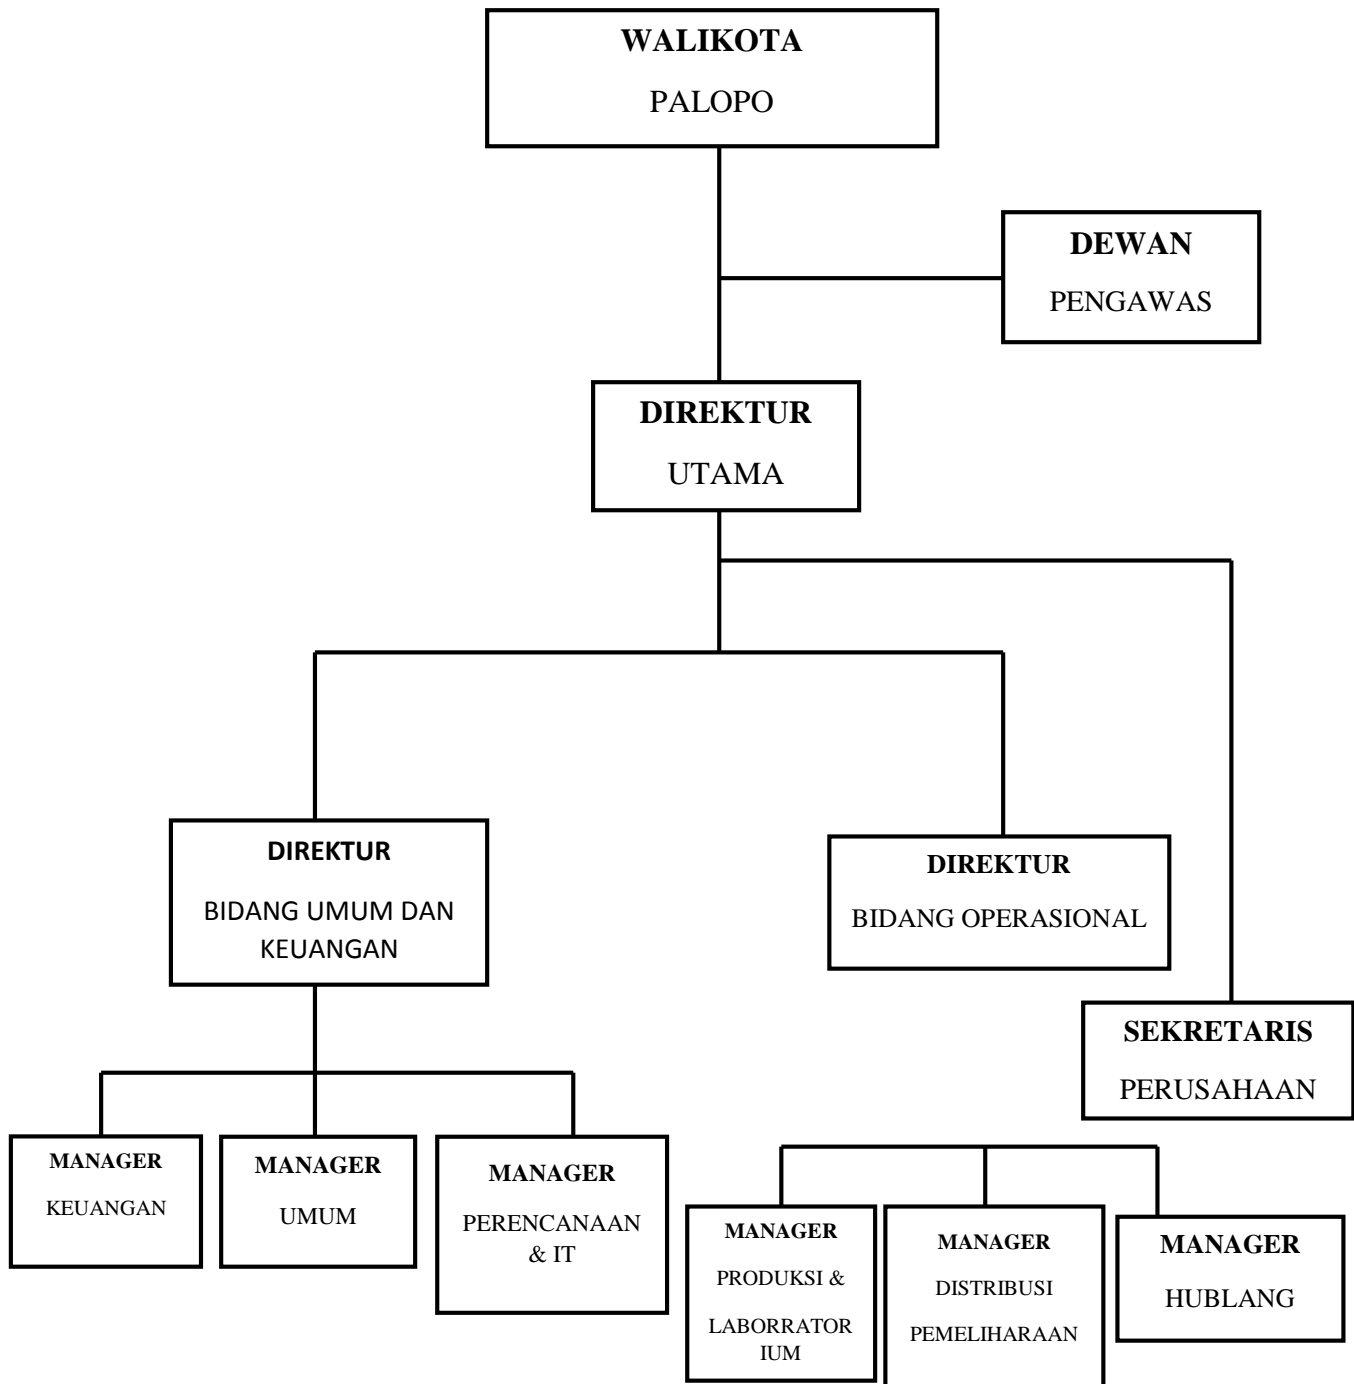 WALIKOTA
PALOPO
DEWAN
PENGAWAS
DIREKTUR
UTAMA
DIREKTUR
BIDANG UMUM DAN
KEUANGAN
DIREKTUR
BIDANG OPERASIONAL
SEKRETARIS
PERUSAHAAN
MANAGER
KEUANGAN
MANAGER
UMUM
MANAGER
PERENCANAAN
& IT
MANAGER
PRODUKSI &
LABORRATOR
IUM
MANAGER
DISTRIBUSI
PEMELIHARAAN
MANAGER
HUBLANG